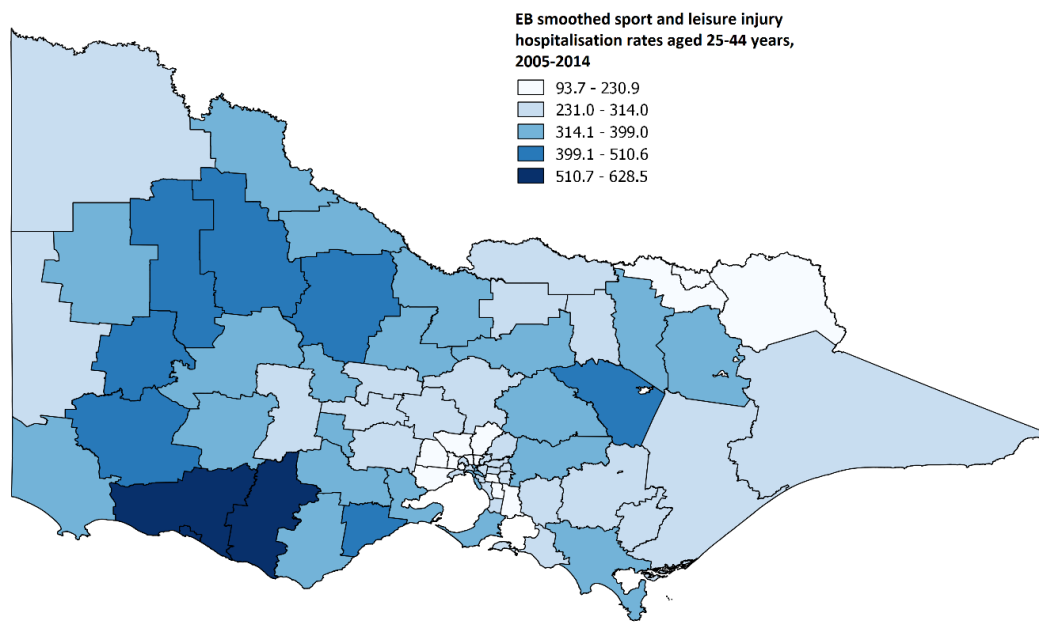 EB smoothed sport and leisure injury
hospitalisation rates aged 25-44 years,
2005-2014
93.7 - 230.9
231.0 - 314.0
314.1 - 399.0
399.1 - 510.6
510.7 - 628.5